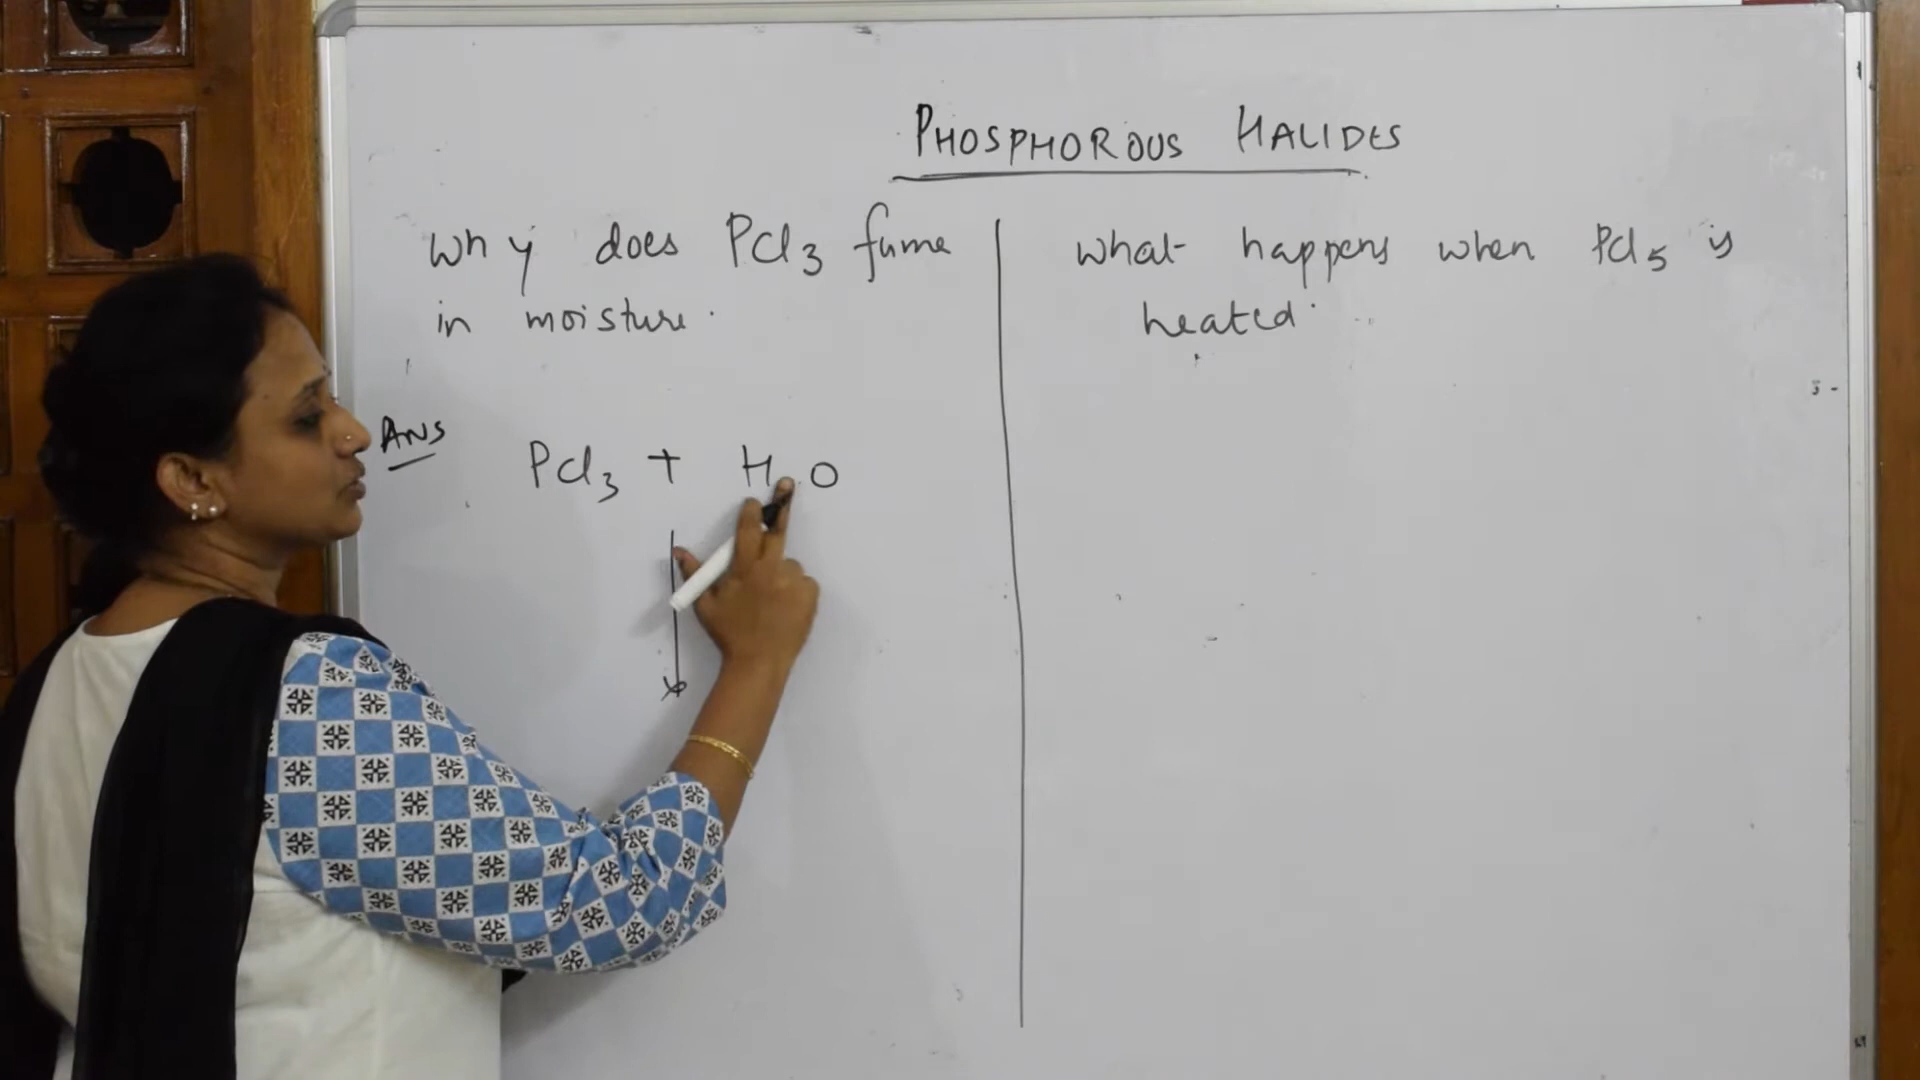 PHOSPHOROUS HALIDES
Why does PCl3 fume
in moisture.
Ans
PCl3 + H2O
What happens when PCl5 is
heated.